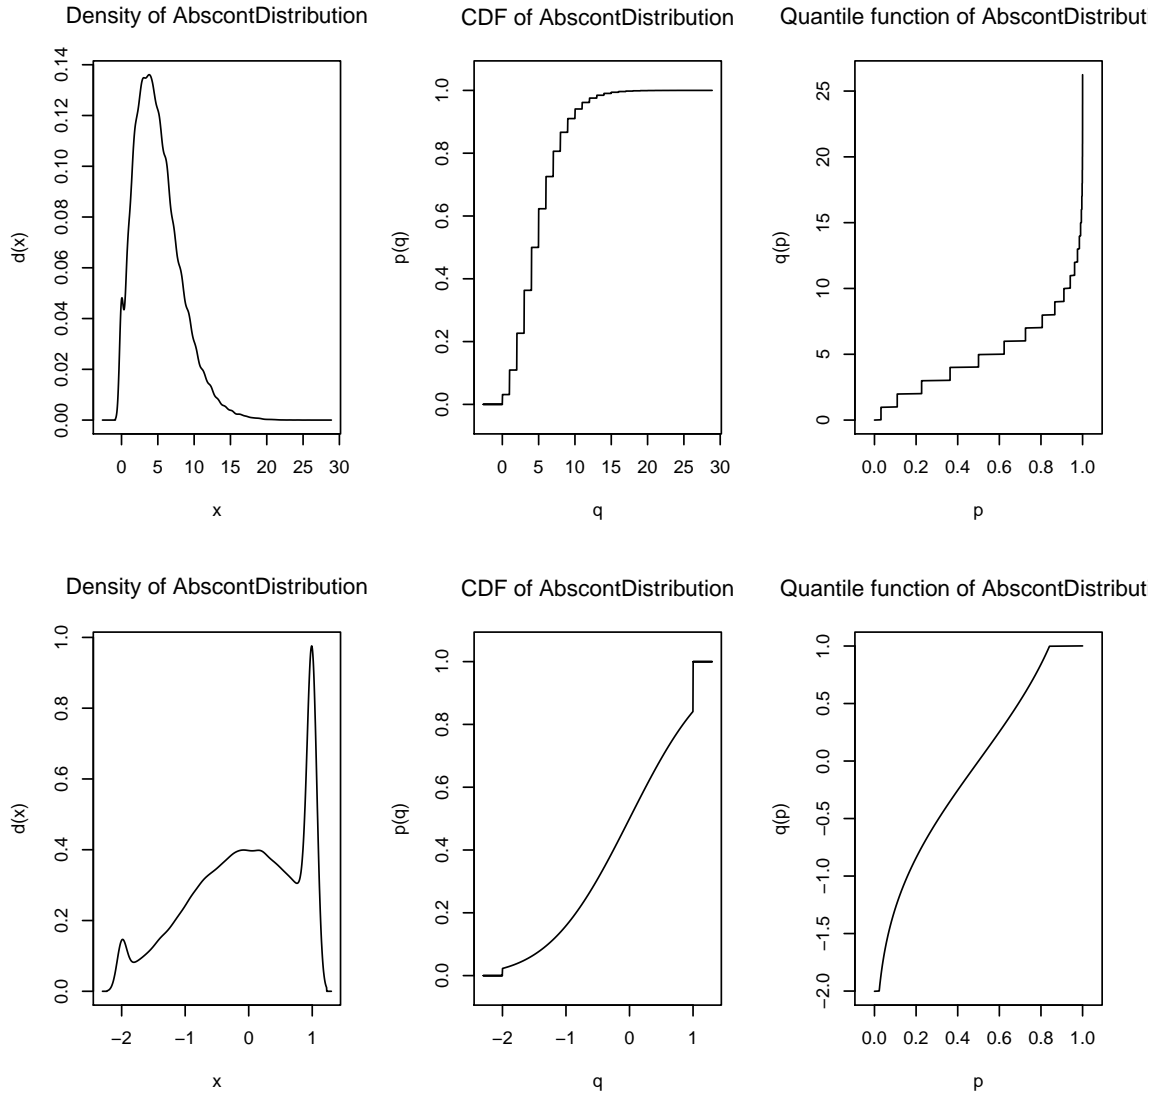 Density of AbscontDistribution
CDF of AbscontDistribution
Quantile function of AbscontDistribut
d(x)
0.00 0.02 0.04 0.06 0.08 0.10 0.12 0.14
0 5 10 15 20 25 30
x
p(q)
0.0 0.2 0.4 0.6 0.8 1.0
0 5 10 15 20 25 30
q
q(p)
0 5 10 15 20 25
0.0 0.2 0.4 0.6 0.8 1.0
p
Density of AbscontDistribution
CDF of AbscontDistribution
Quantile function of AbscontDistribut
d(x)
0.0 0.2 0.4 0.6 0.8 1.0
−2 −1 0 1
x
p(q)
0.0 0.2 0.4 0.6 0.8 1.0
−2 −1 0 1
q
q(p)
−2.0 −1.5 −1.0 −0.5 0.0 0.5 1.0
0.0 0.2 0.4 0.6 0.8 1.0
p